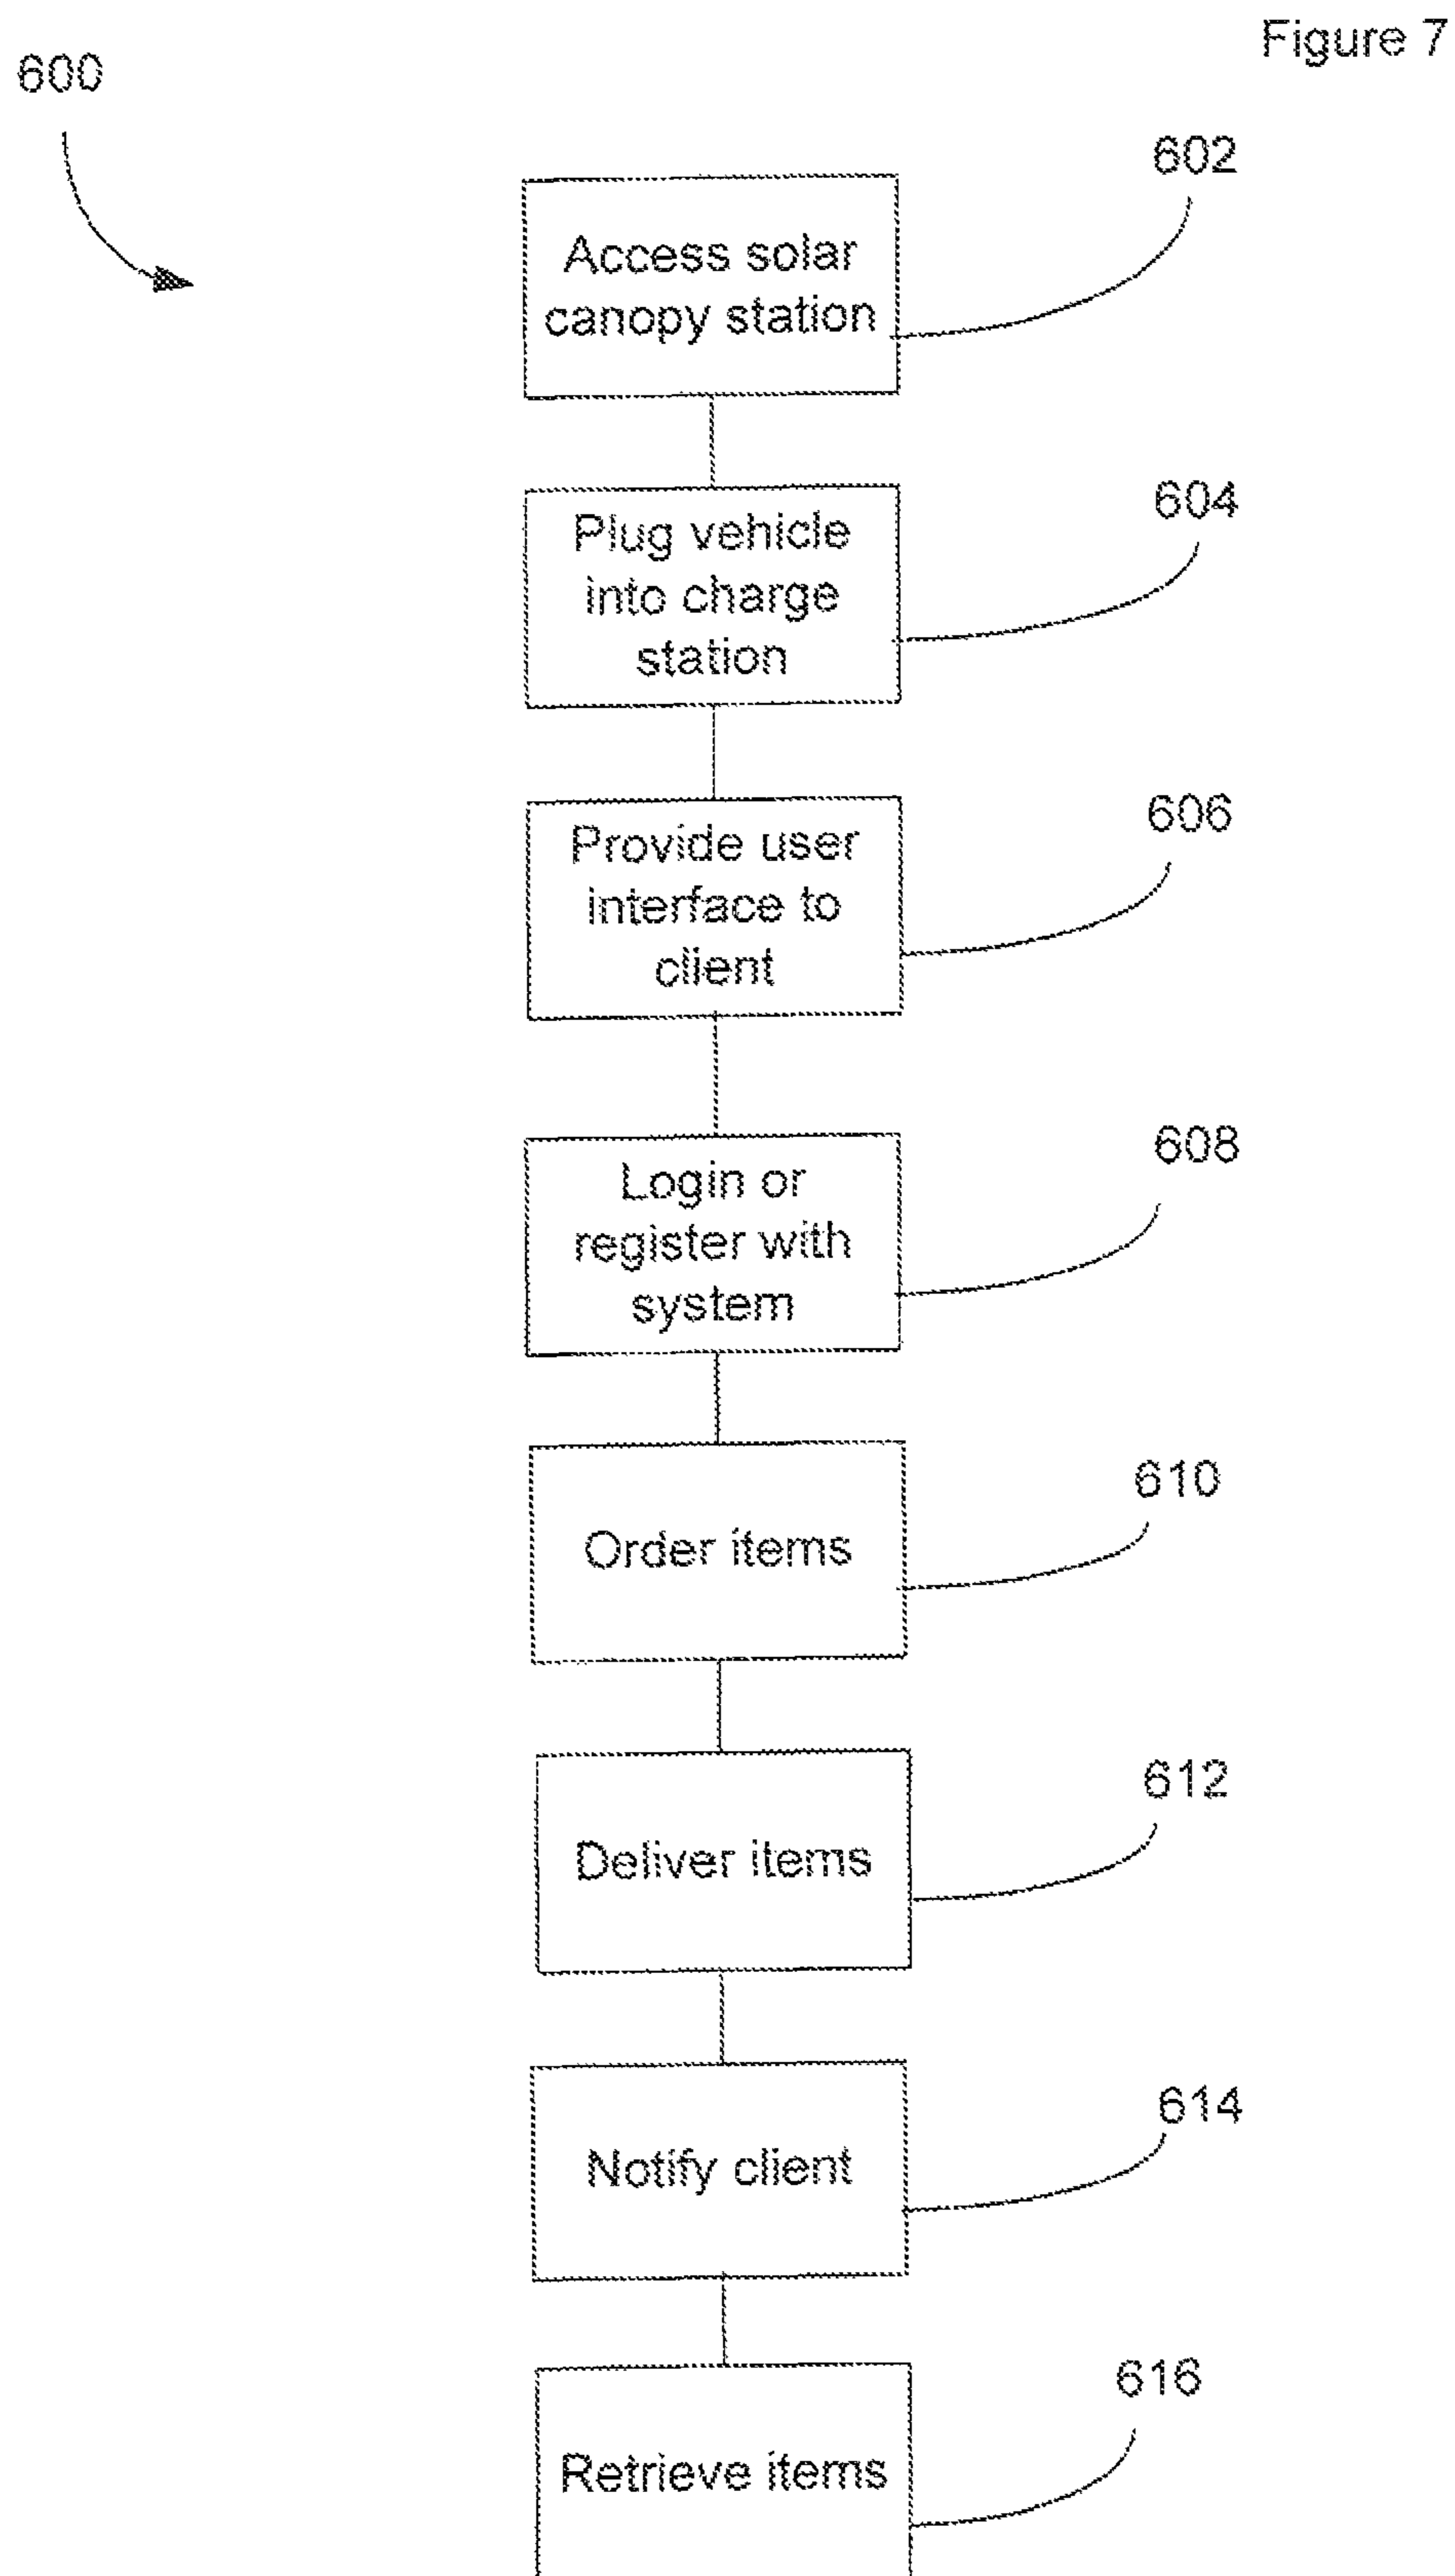 Figure 7
600
602
Access solar
canopy station
604
Plug vehicle
into charge
station
606
Provide user
interface to
client
608
Login or
register with
system
610
Order items
612
Deliver items
614
Notify client
616
Retrieve items